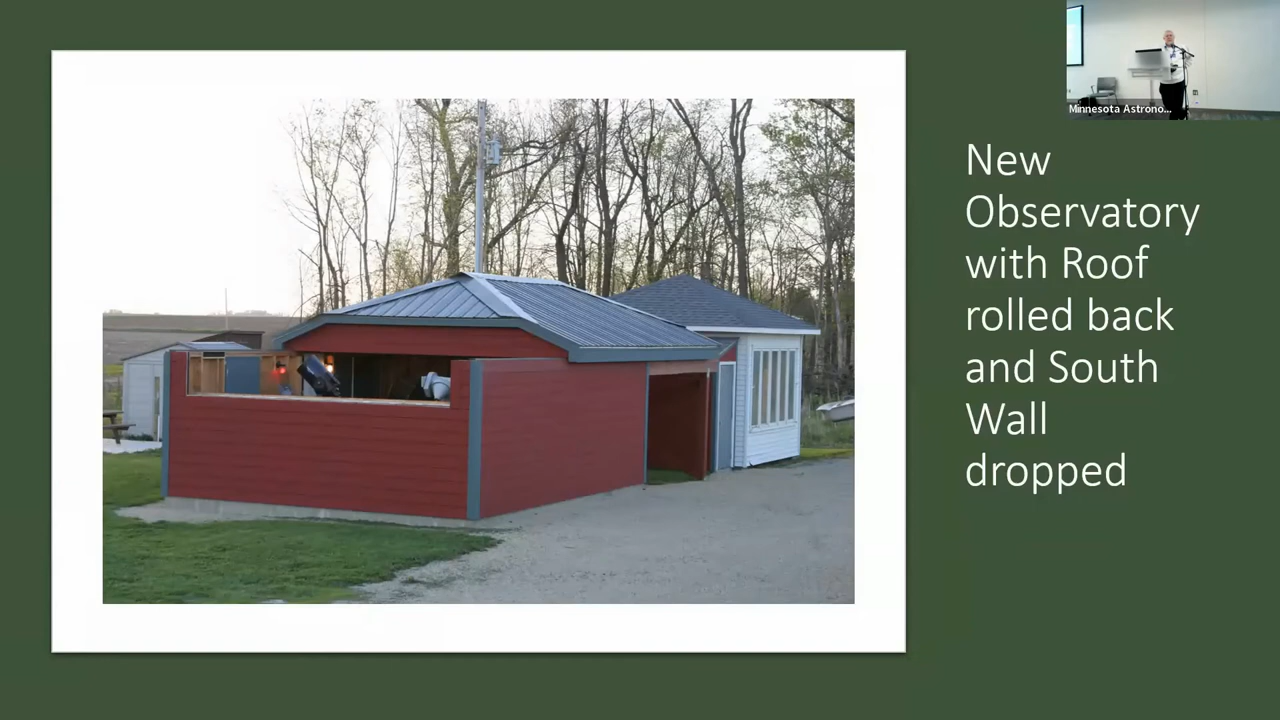 Minnesota Astrono...
New
Observatory
with Roof
rolled back
and South
Wall
dropped